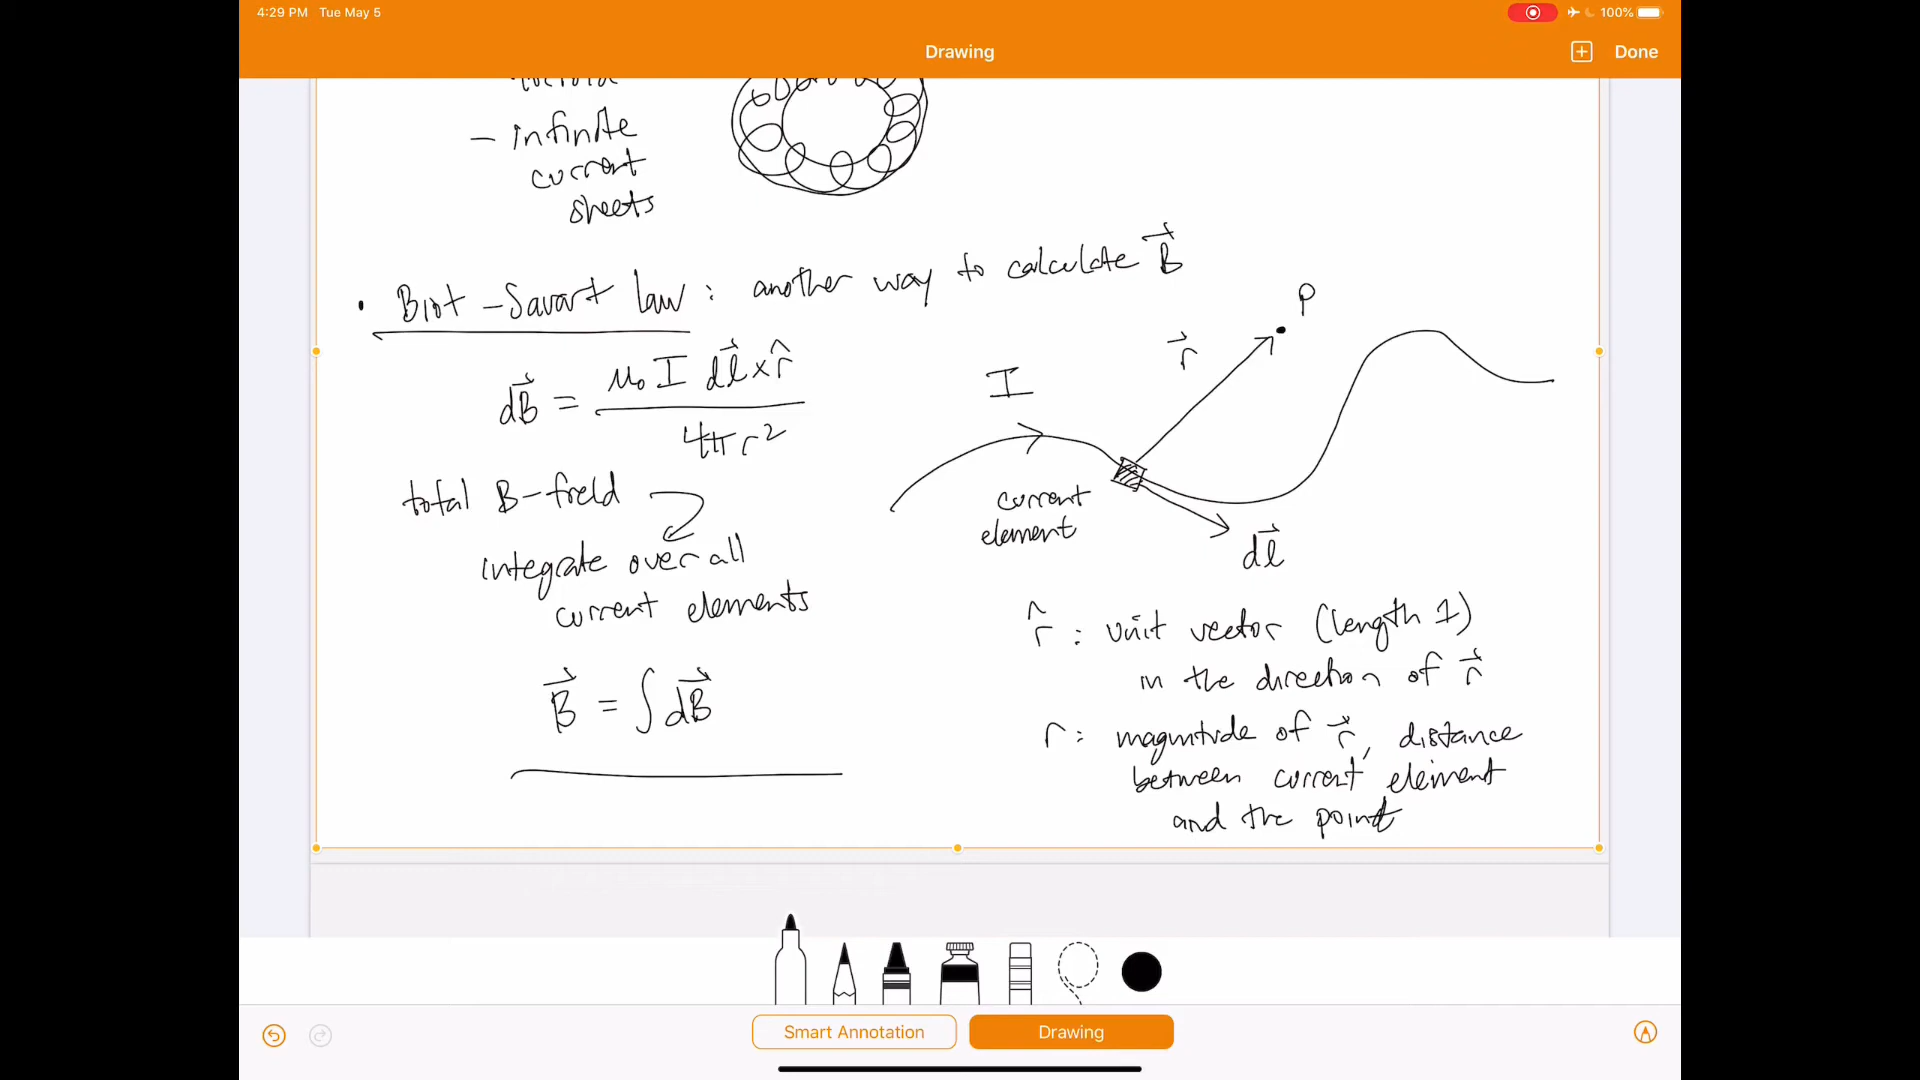 4:29 PM Tue May 5
100%
Drawing
Done
- infinite
current
sheets
• Biot-Savart law : another way to calculate B⃗
dB⃗ = μ₀ I dl⃗ × r̂ / 4πr²
total B-field
integrate over all
current elements
B⃗ = ∫ dB⃗
P
r⃗
I
current
element
dl⃗
r̂ : unit vector (length 1)
in the direction of r⃗
r : magnitude of r⃗, distance
between current element
and the point
Smart Annotation
Drawing